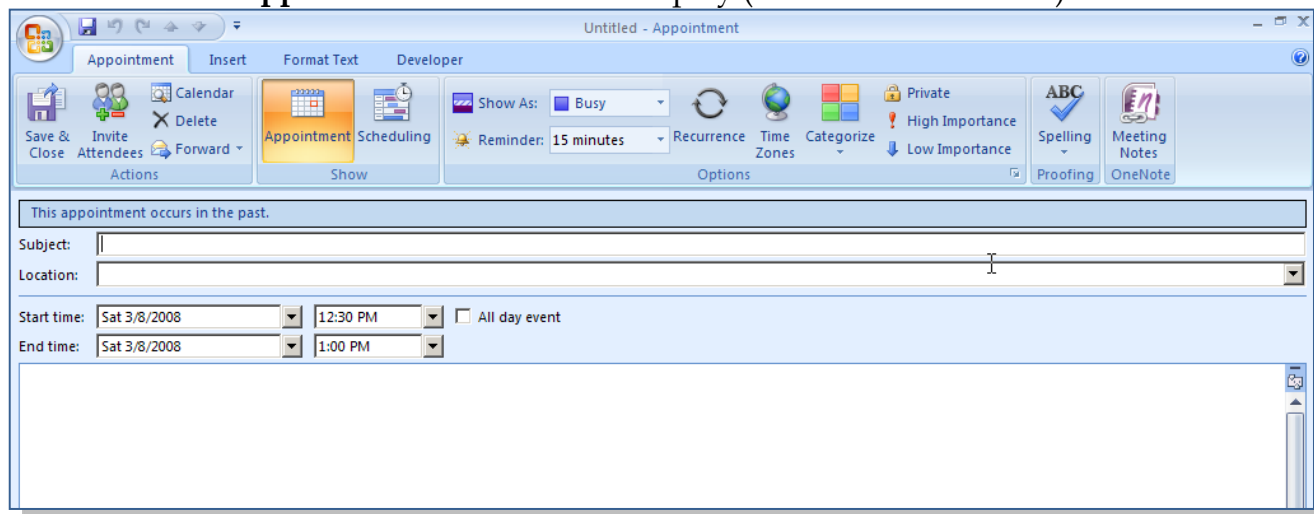 Untitled - Appointment
Appointment Insert Format Text Developer
Save & Close
Invite Attendees
Calendar
Delete
Forward
Actions
Appointment
Scheduling
Show
Show As: Busy
Reminder: 15 minutes
Recurrence
Time Zones
Categorize
Private
High Importance
Low Importance
Options
ABC
Spelling
Proofing
Meeting Notes
OneNote
This appointment occurs in the past.
Subject:
Location:
Start time: Sat 3/8/2008 12:30 PM All day event
End time: Sat 3/8/2008 1:00 PM